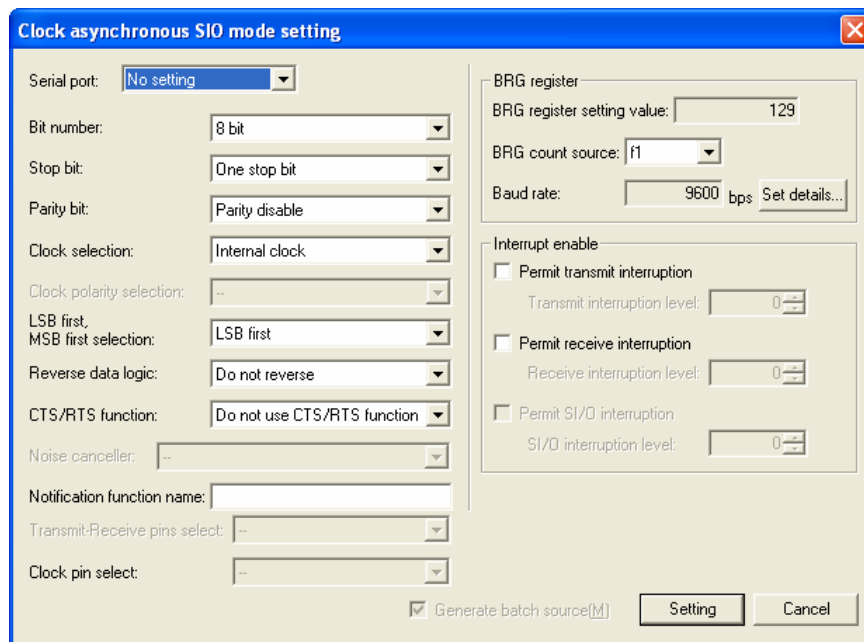 Clock asynchronous SIO mode setting
Serial port: No setting
Bit number: 8 bit
Stop bit: One stop bit
Parity bit: Parity disable
Clock selection: Internal clock
Clock polarity selection: --
LSB first,
MSB first selection: LSB first
Reverse data logic: Do not reverse
CTS/RTS function: Do not use CTS/RTS function
Noise canceller: --
Notification function name:
Transmit-Receive pins select: --
Clock pin select: --
BRG register
BRG register setting value: 129
BRG count source: f1
Baud rate: 9600 bps Set details...
Interrupt enable
Permit transmit interruption
Transmit interruption level: 0
Permit receive interruption
Receive interruption level: 0
Permit SI/O interruption
SI/O interruption level: 0
Generate batch source(M) Setting Cancel